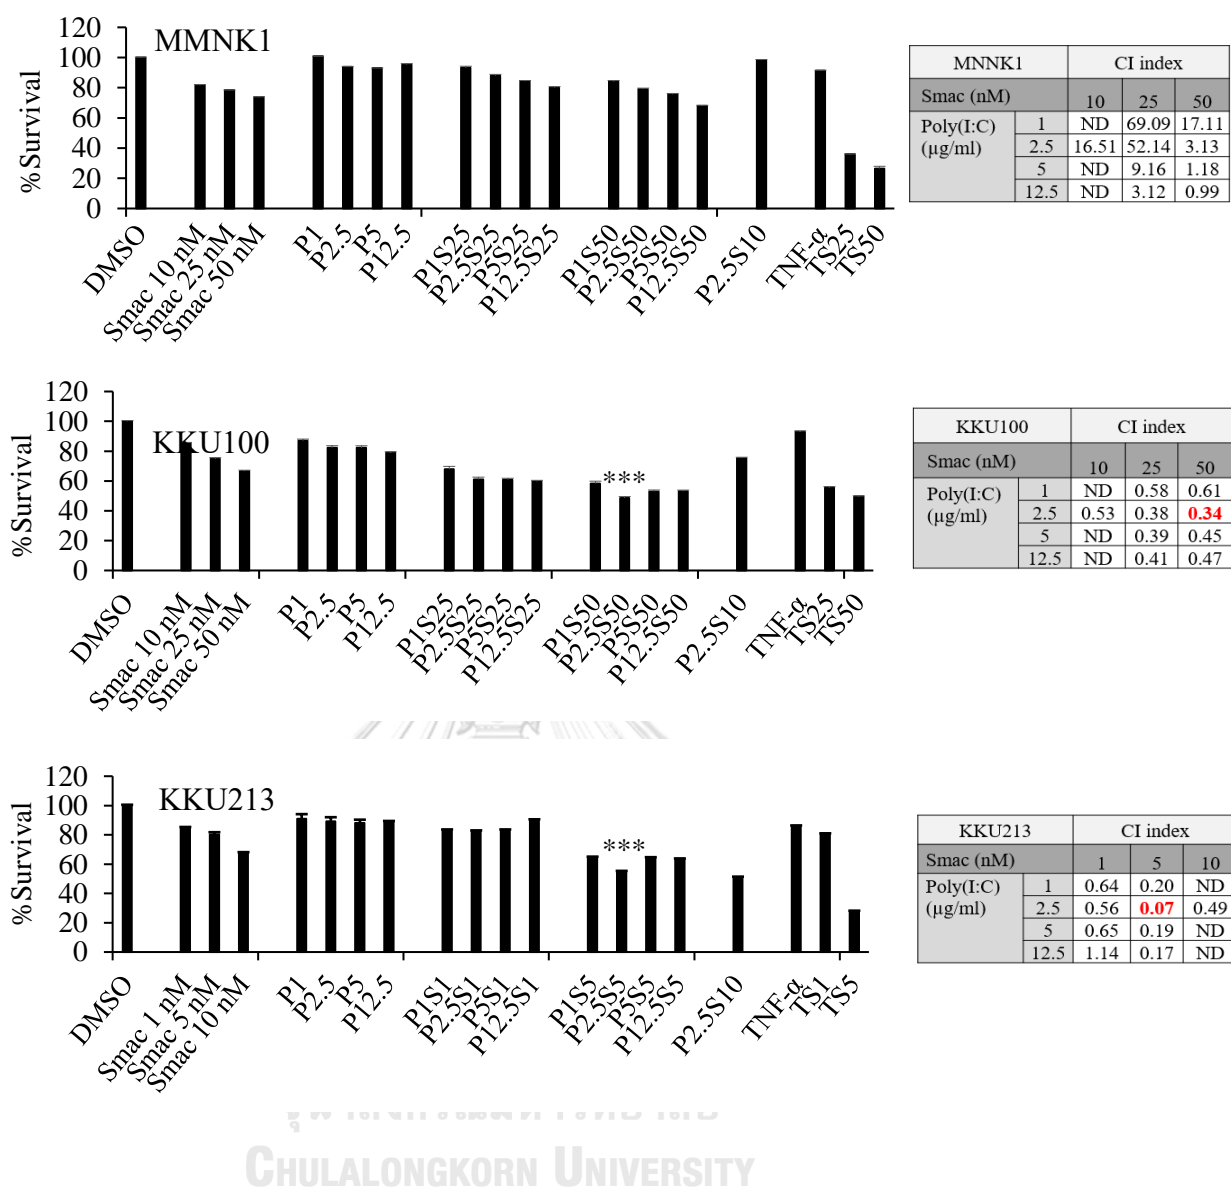 MMNK1
%Survival
120
100
80
60
40
20
0
DMSO
Smac 10 nM
Smac 25 nM
Smac 50 nM
P1
P2.5
P5
P12.5
P1S25
P2.5S25
P5S25
P12.5S25
P1S50
P2.5S50
P5S50
P12.5S50
P2.5S10
TNF-α
TS25
TS50
MNNK1 CI index
Smac (nM) 10 25 50
Poly(I:C) 1 ND 69.09 17.11
(µg/ml) 2.5 16.51 52.14 3.13
5 ND 9.16 1.18
12.5 ND 3.12 0.99
KKU100
%Survival
120
100
80
60
40
20
0
***
DMSO
Smac 10 nM
Smac 25 nM
Smac 50 nM
P1
P2.5
P5
P12.5
P1S25
P2.5S25
P5S25
P12.5S25
P1S50
P2.5S50
P5S50
P12.5S50
P2.5S10
TNF-α
TS25
TS50
KKU100 CI index
Smac (nM) 10 25 50
Poly(I:C) 1 ND 0.58 0.61
(µg/ml) 2.5 0.53 0.38 0.34
5 ND 0.39 0.45
12.5 ND 0.41 0.47
KKU213
%Survival
120
100
80
60
40
20
0
***
DMSO
Smac 1 nM
Smac 5 nM
Smac 10 nM
P1
P2.5
P5
P12.5
P1S1
P2.5S1
P5S1
P12.5S1
P1S5
P2.5S5
P5S5
P12.5S5
P2.5S10
TNF-α
TS1
TS5
KKU213 CI index
Smac (nM) 1 5 10
Poly(I:C) 1 0.64 0.20 ND
(µg/ml) 2.5 0.56 0.07 0.49
5 0.65 0.19 ND
12.5 1.14 0.17 ND
CHULALONGKORN UNIVERSITY